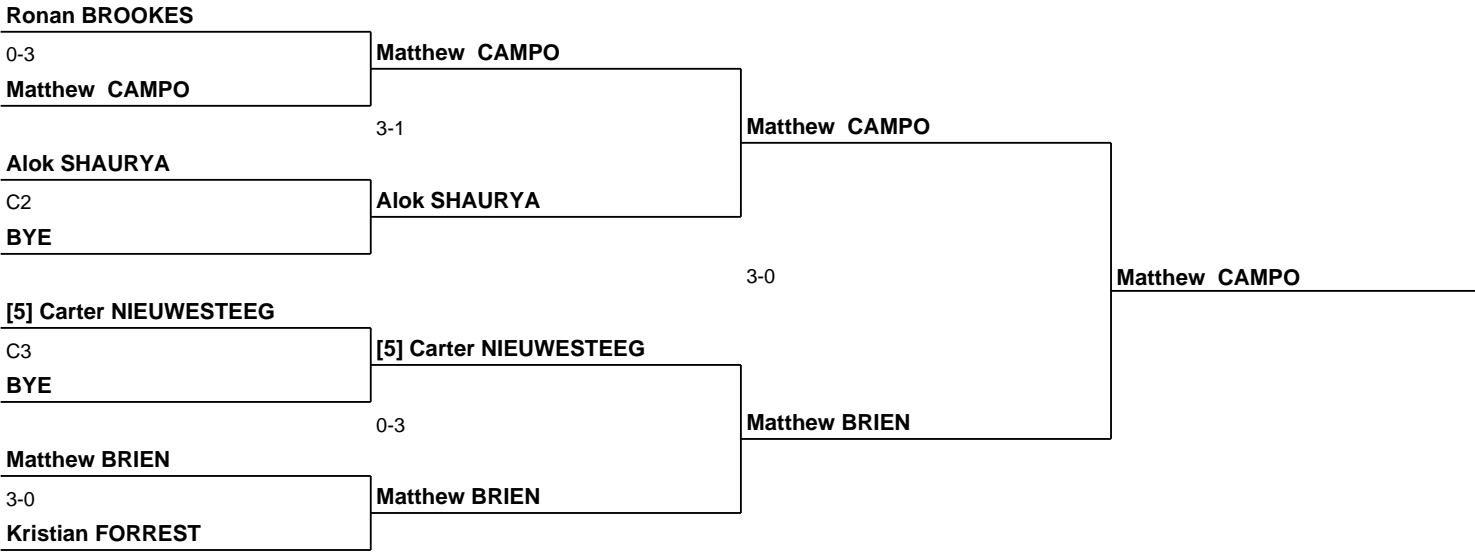 Ronan BROOKES
0-3
Matthew  CAMPO
Matthew  CAMPO
3-1
Matthew  CAMPO
Alok SHAURYA
C2
Alok SHAURYA
BYE
3-0
Matthew  CAMPO
[5] Carter NIEUWESTEEG
C3
[5] Carter NIEUWESTEEG
BYE
0-3
Matthew BRIEN
Matthew BRIEN
3-0
Matthew BRIEN
Kristian FORREST